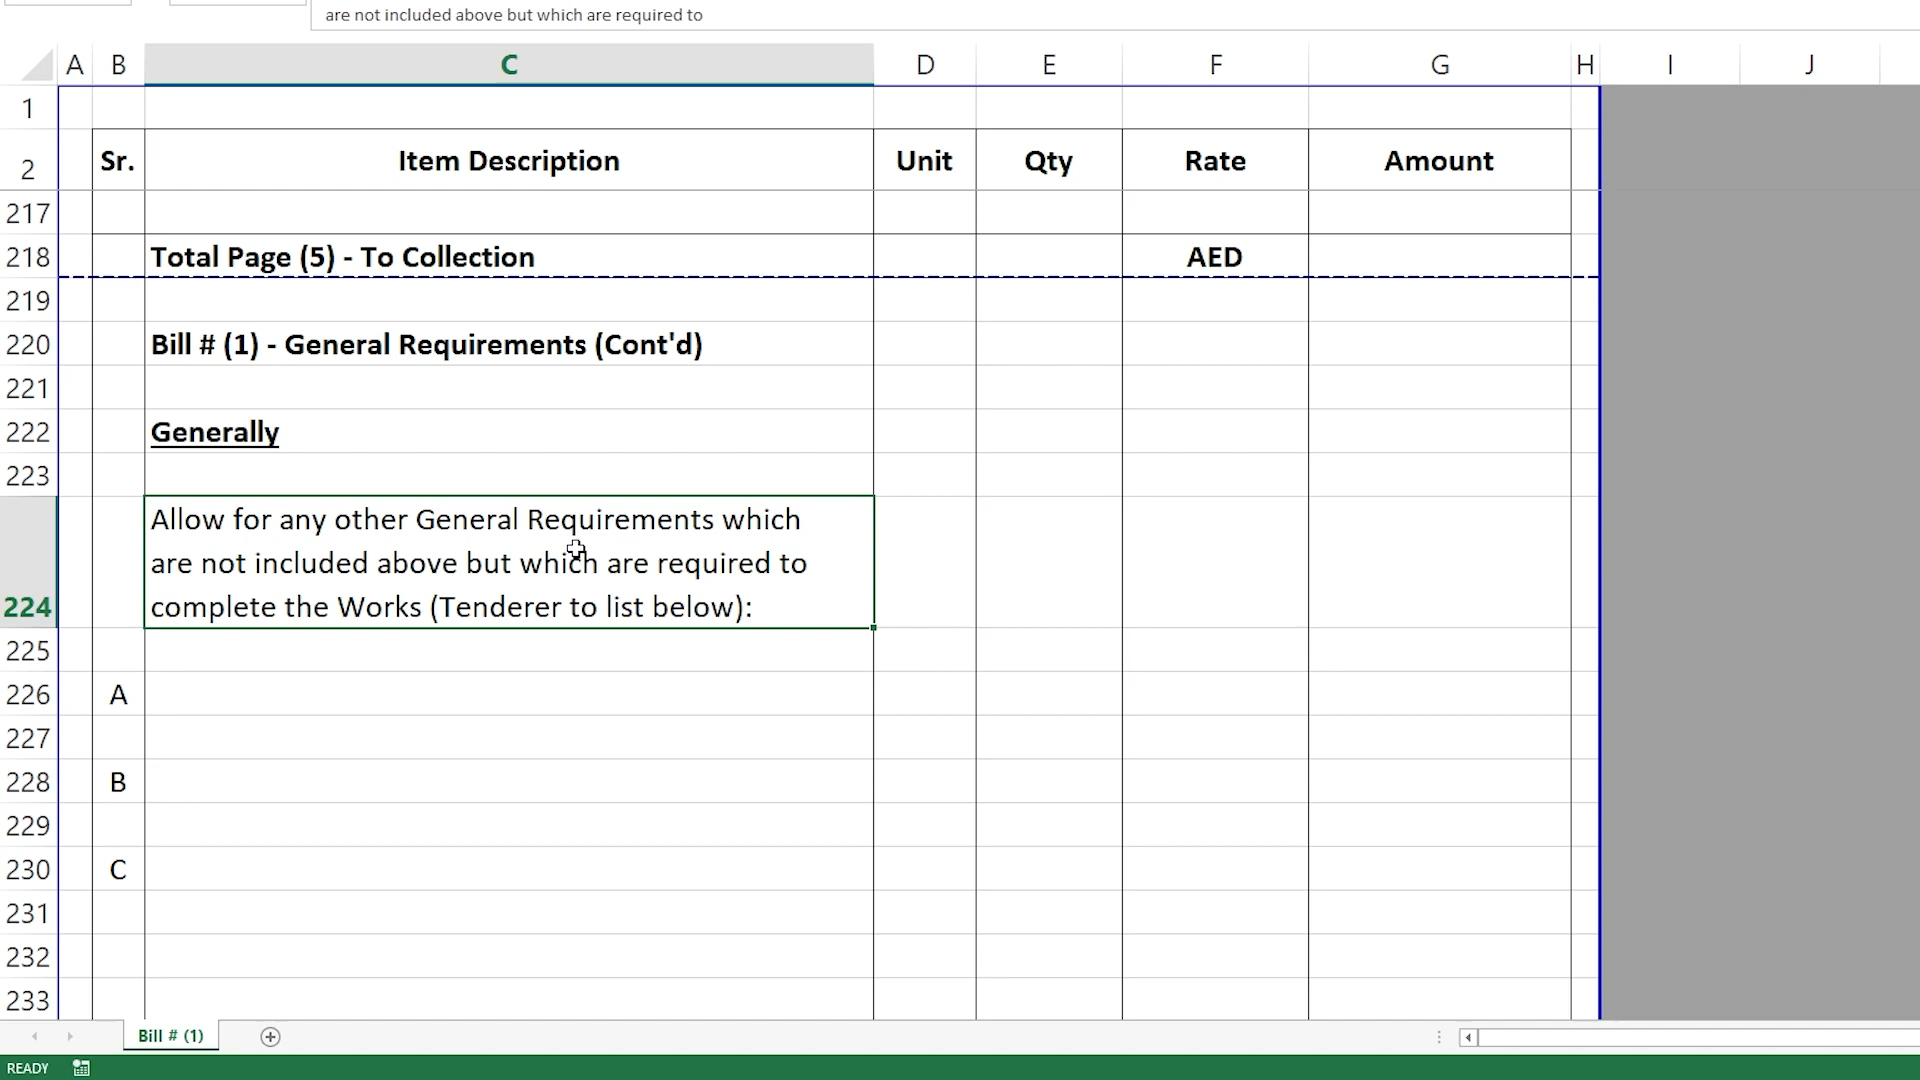 are not included above but which are required to
A B C D E F G H I J
1
2 Sr. Item Description Unit Qty Rate Amount
217
218 Total Page (5) - To Collection AED
219
220 Bill # (1) - General Requirements (Cont'd)
221
222 Generally
223
Allow for any other General Requirements which
are not included above but which are required to
224 complete the Works (Tenderer to list below):
225
226 A
227
228 B
229
230 C
231
232
233
Bill # (1)
READY